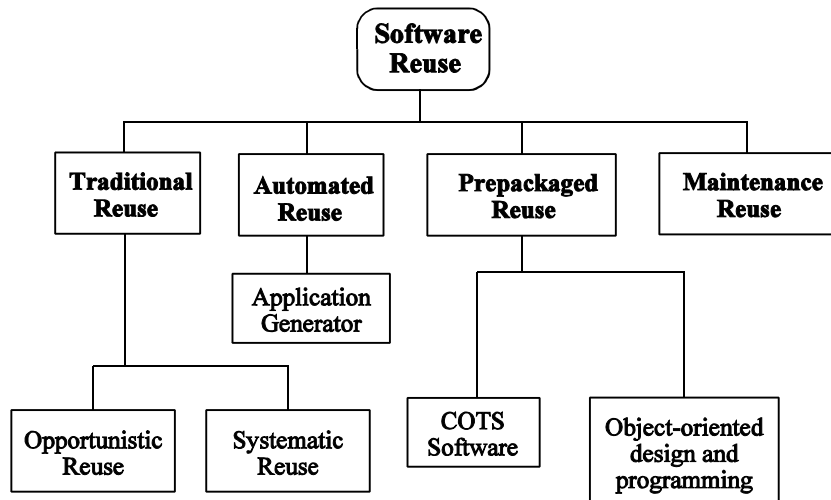 Software
Reuse
Traditional
Reuse
Automated
Reuse
Prepackaged
Reuse
Maintenance
Reuse
Application
Generator
Opportunistic
Reuse
Systematic
Reuse
COTS
Software
Object-oriented
design and
programming